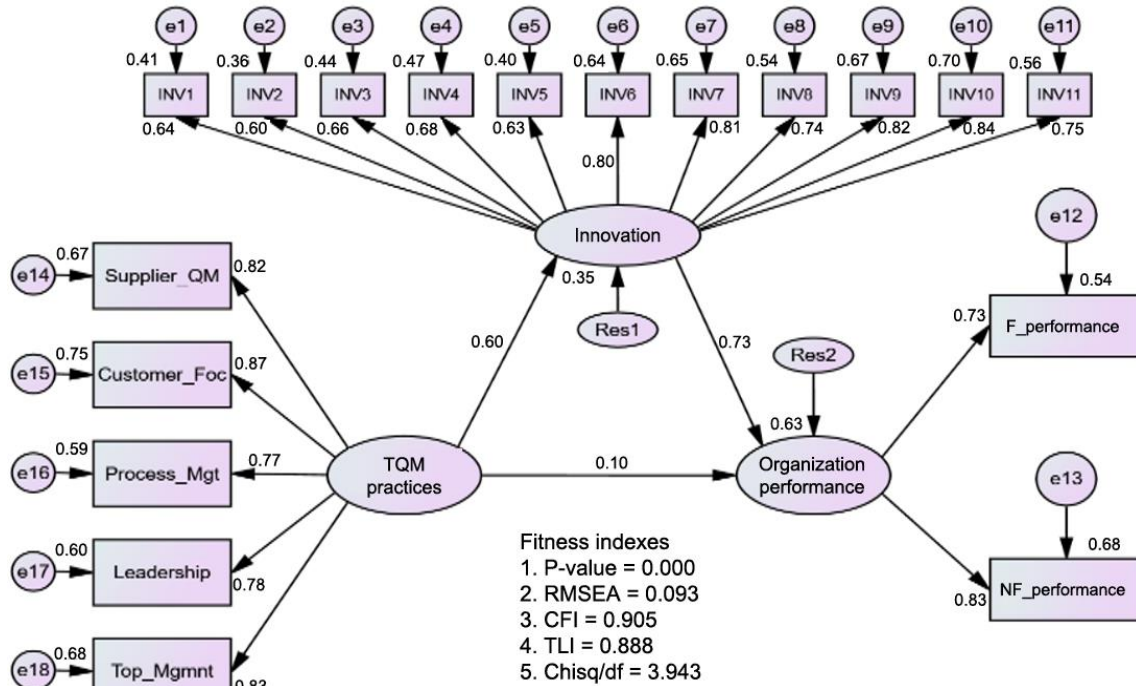 e1 e2 e3 e4 e5 e6 e7 e8 e9 e10 e11
0.41 0.36 0.44 0.47 0.40 0.64 0.65 0.54 0.67 0.70 0.56
INV1 INV2 INV3 INV4 INV5 INV6 INV7 INV8 INV9 INV10 INV11
0.64 0.60 0.66 0.68 0.63 0.81 0.74 0.82 0.84 0.75
0.80
Innovation
0.35
Res1
e12
0.54
0.73
F_performance
e14
0.67
Supplier_QM
0.82
0.60
0.73
Res2
e15
0.75
Customer_Foc
0.87
0.63
e16
0.59
Process_Mgt
0.77
TQM
practices
0.10
Organization
performance
e13
0.68
0.83
NF_performance
e17
0.60
Leadership
0.78
e18
0.68
Top_Mgmnt
0.83
Fitness indexes
1. P-value = 0.000
2. RMSEA = 0.093
3. CFI = 0.905
4. TLI = 0.888
5. Chisq/df = 3.943